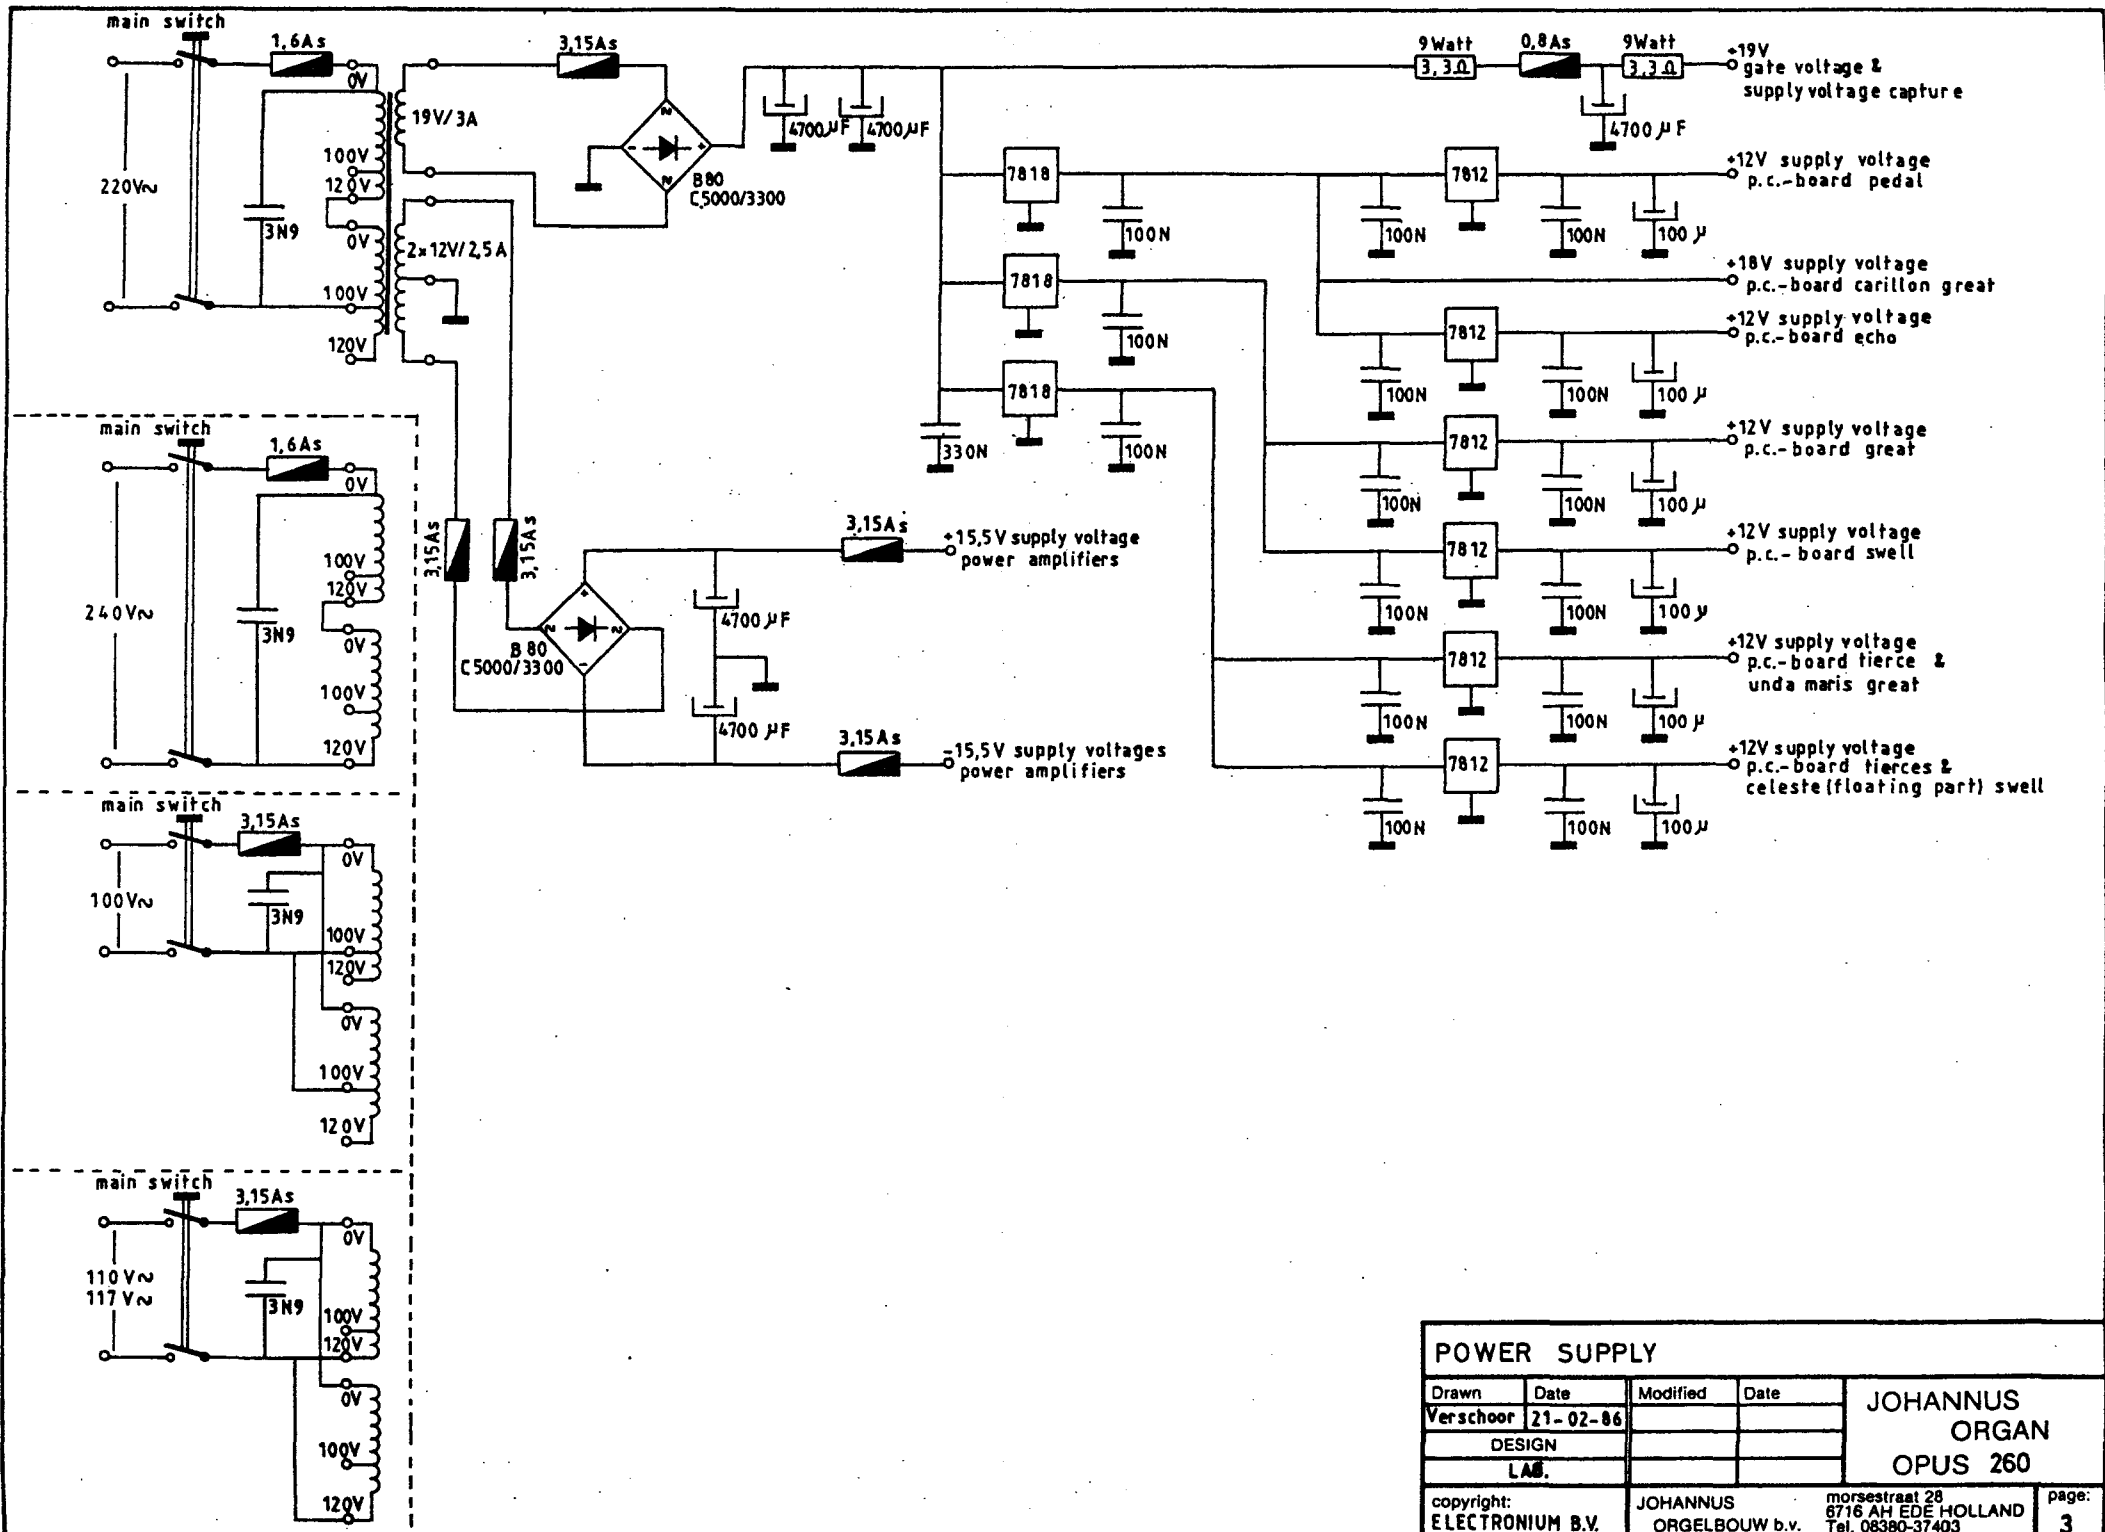 main switch
1,6As
0V
100V
120V
0V
100V
120V
220V~
3N9
19V/3A
2x12V/2,5A
3,15As
B80
C5000/3300
4700µF
4700µF
9Watt
3,3Ω
0,8As
9Watt
3,3Ω
4700µF
+19V
gate voltage &
supply voltage capture
7818
100N
7818
100N
7818
100N
330N
100N
7812
100N
100µ
+12V supply voltage
p.c.-board pedal
+18V supply voltage
p.c.-board carillon great
100N
7812
100N
100µ
+12V supply voltage
p.c.-board echo
100N
7812
100N
100µ
+12V supply voltage
p.c.-board great
100N
7812
100N
100µ
+12V supply voltage
p.c.-board swell
100N
7812
100N
100µ
+12V supply voltage
p.c.-board tierce &
unda maris great
100N
7812
100N
100µ
+12V supply voltage
p.c.-board tierces &
celeste (floating part) swell
3,15As
3,15As
B80
C5000/3300
4700µF
4700µF
3,15As
+15,5V supply voltage
power amplifiers
3,15As
-15,5V supply voltages
power amplifiers
main switch
1,6As
0V
100V
120V
0V
100V
120V
240V~
3N9
main switch
3,15As
0V
100V
120V
0V
100V
120V
100V~
3N9
main switch
3,15As
0V
100V
120V
0V
100V
120V
110V~
117V~
3N9
POWER SUPPLY
Drawn Date Modified Date
Verschoor 21-02-86
DESIGN
LAB.
JOHANNUS
ORGAN
OPUS 260
copyright:
ELECTRONIUM B.V.
JOHANNUS
ORGELBOUW b.v.
morsestraat 28
6716 AH EDE HOLLAND
Tel. 08380-37403
page:
3